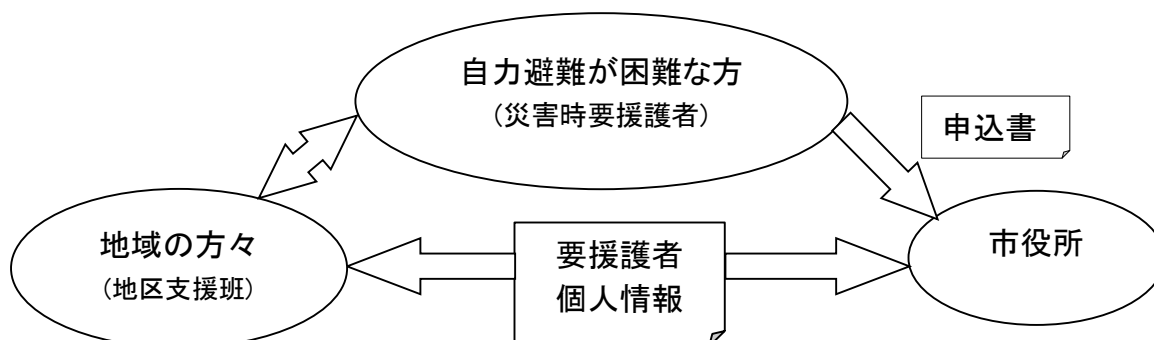 自力避難が困難な方
（災害時要援護者）
申込書
地域の方々
（地区支援班）
要援護者
個人情報
市役所